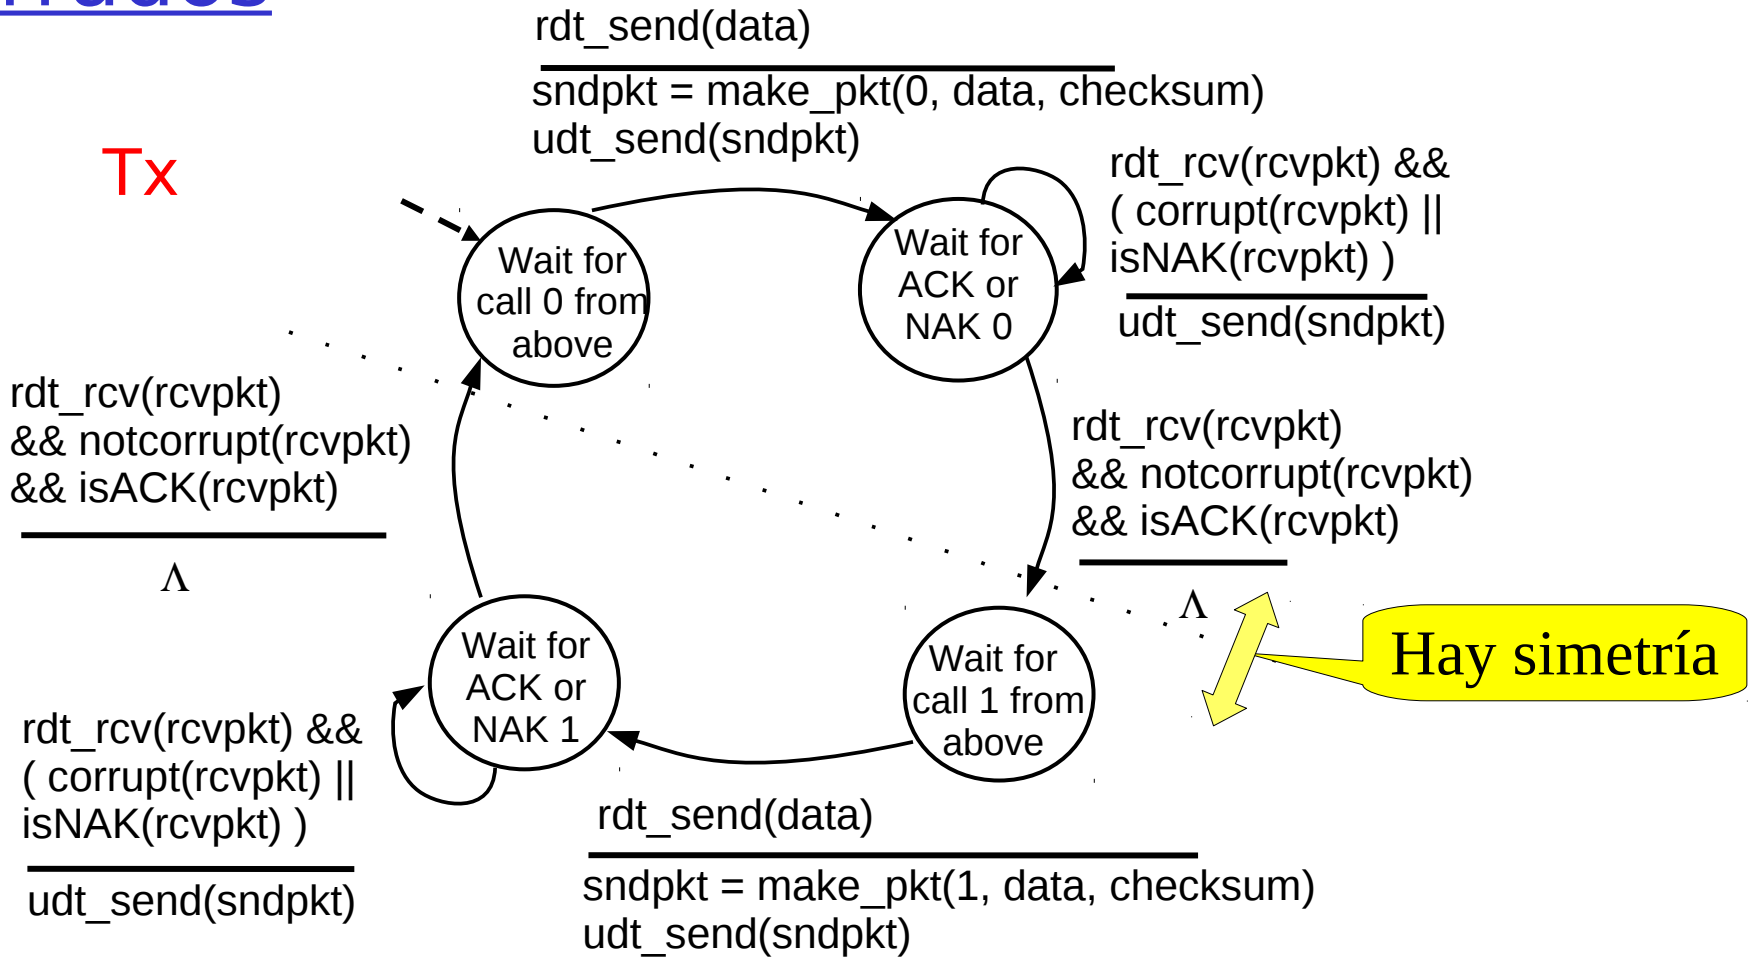 rdt_send(data)
sndpkt = make_pkt(0, data, checksum)
udt_send(sndpkt)
Tx
rdt_rcv(rcvpkt) &&
( corrupt(rcvpkt) ||
isNAK(rcvpkt) )
udt_send(sndpkt)
Wait for
call 0 from
above
Wait for
ACK or
NAK 0
rdt_rcv(rcvpkt)
&& notcorrupt(rcvpkt)
&& isACK(rcvpkt)
Λ
rdt_rcv(rcvpkt)
&& notcorrupt(rcvpkt)
&& isACK(rcvpkt)
Λ
Hay simetría
Wait for
ACK or
NAK 1
Wait for
call 1 from
above
rdt_rcv(rcvpkt) &&
( corrupt(rcvpkt) ||
isNAK(rcvpkt) )
udt_send(sndpkt)
rdt_send(data)
sndpkt = make_pkt(1, data, checksum)
udt_send(sndpkt)